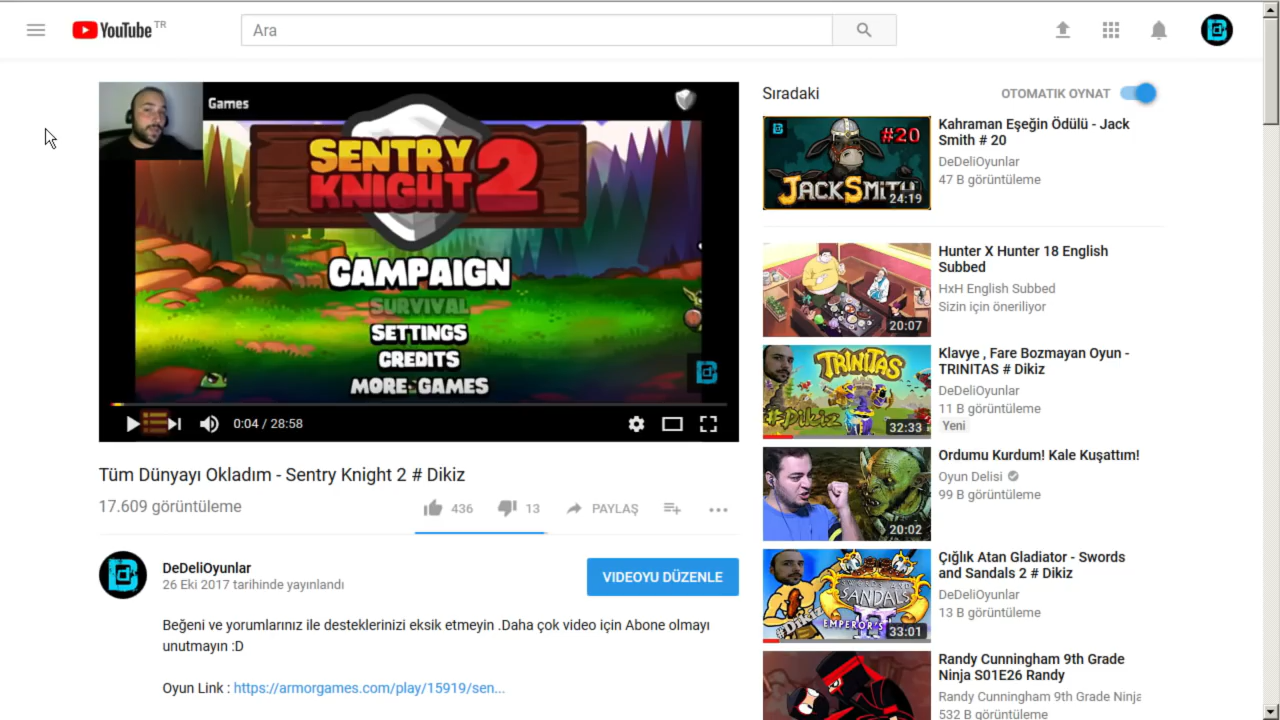 YouTube TR
Ara
Games
SENTRY
KNIGHT 2
CAMPAIGN
SURVIVAL
SETTINGS
CREDITS
MORE GAMES
0:04 / 28:58
Tüm Dünyayı Okladım - Sentry Knight 2 # Dikiz
17.609 görüntüleme
436
13
PAYLAŞ
DeDeliOyunlar
26 Eki 2017 tarihinde yayınlandı
VIDEOYU DÜZENLE
Beğeni ve yorumlarınız ile desteklerinizi eksik etmeyin .Daha çok video için Abone olmayı
unutmayın :D
Oyun Link : https://armorgames.com/play/15919/sen...
Sıradaki
OTOMATIK OYNAT
#20
JACKSMITH
24:19
Kahraman Eşeğin Ödülü - Jack
Smith # 20
DeDeliOyunlar
47 B görüntüleme
20:07
Hunter X Hunter 18 English
Subbed
HxH English Subbed
Sizin için öneriliyor
TRINITAS
#Dikiz
32:33
Klavye , Fare Bozmayan Oyun -
TRINITAS # Dikiz
DeDeliOyunlar
11 B görüntüleme
Yeni
20:02
Ordumu Kurdum! Kale Kuşattım!
Oyun Delisi
99 B görüntüleme
SWORDS AND
SANDALS
EMPEROR'S
#DIKIZ
33:01
Çığlık Atan Gladiator - Swords
and Sandals 2 # Dikiz
DeDeliOyunlar
13 B görüntüleme
Randy Cunningham 9th Grade
Ninja S01E26 Randy
Randy Cunningham 9th Grade Ninja
532 B görüntüleme